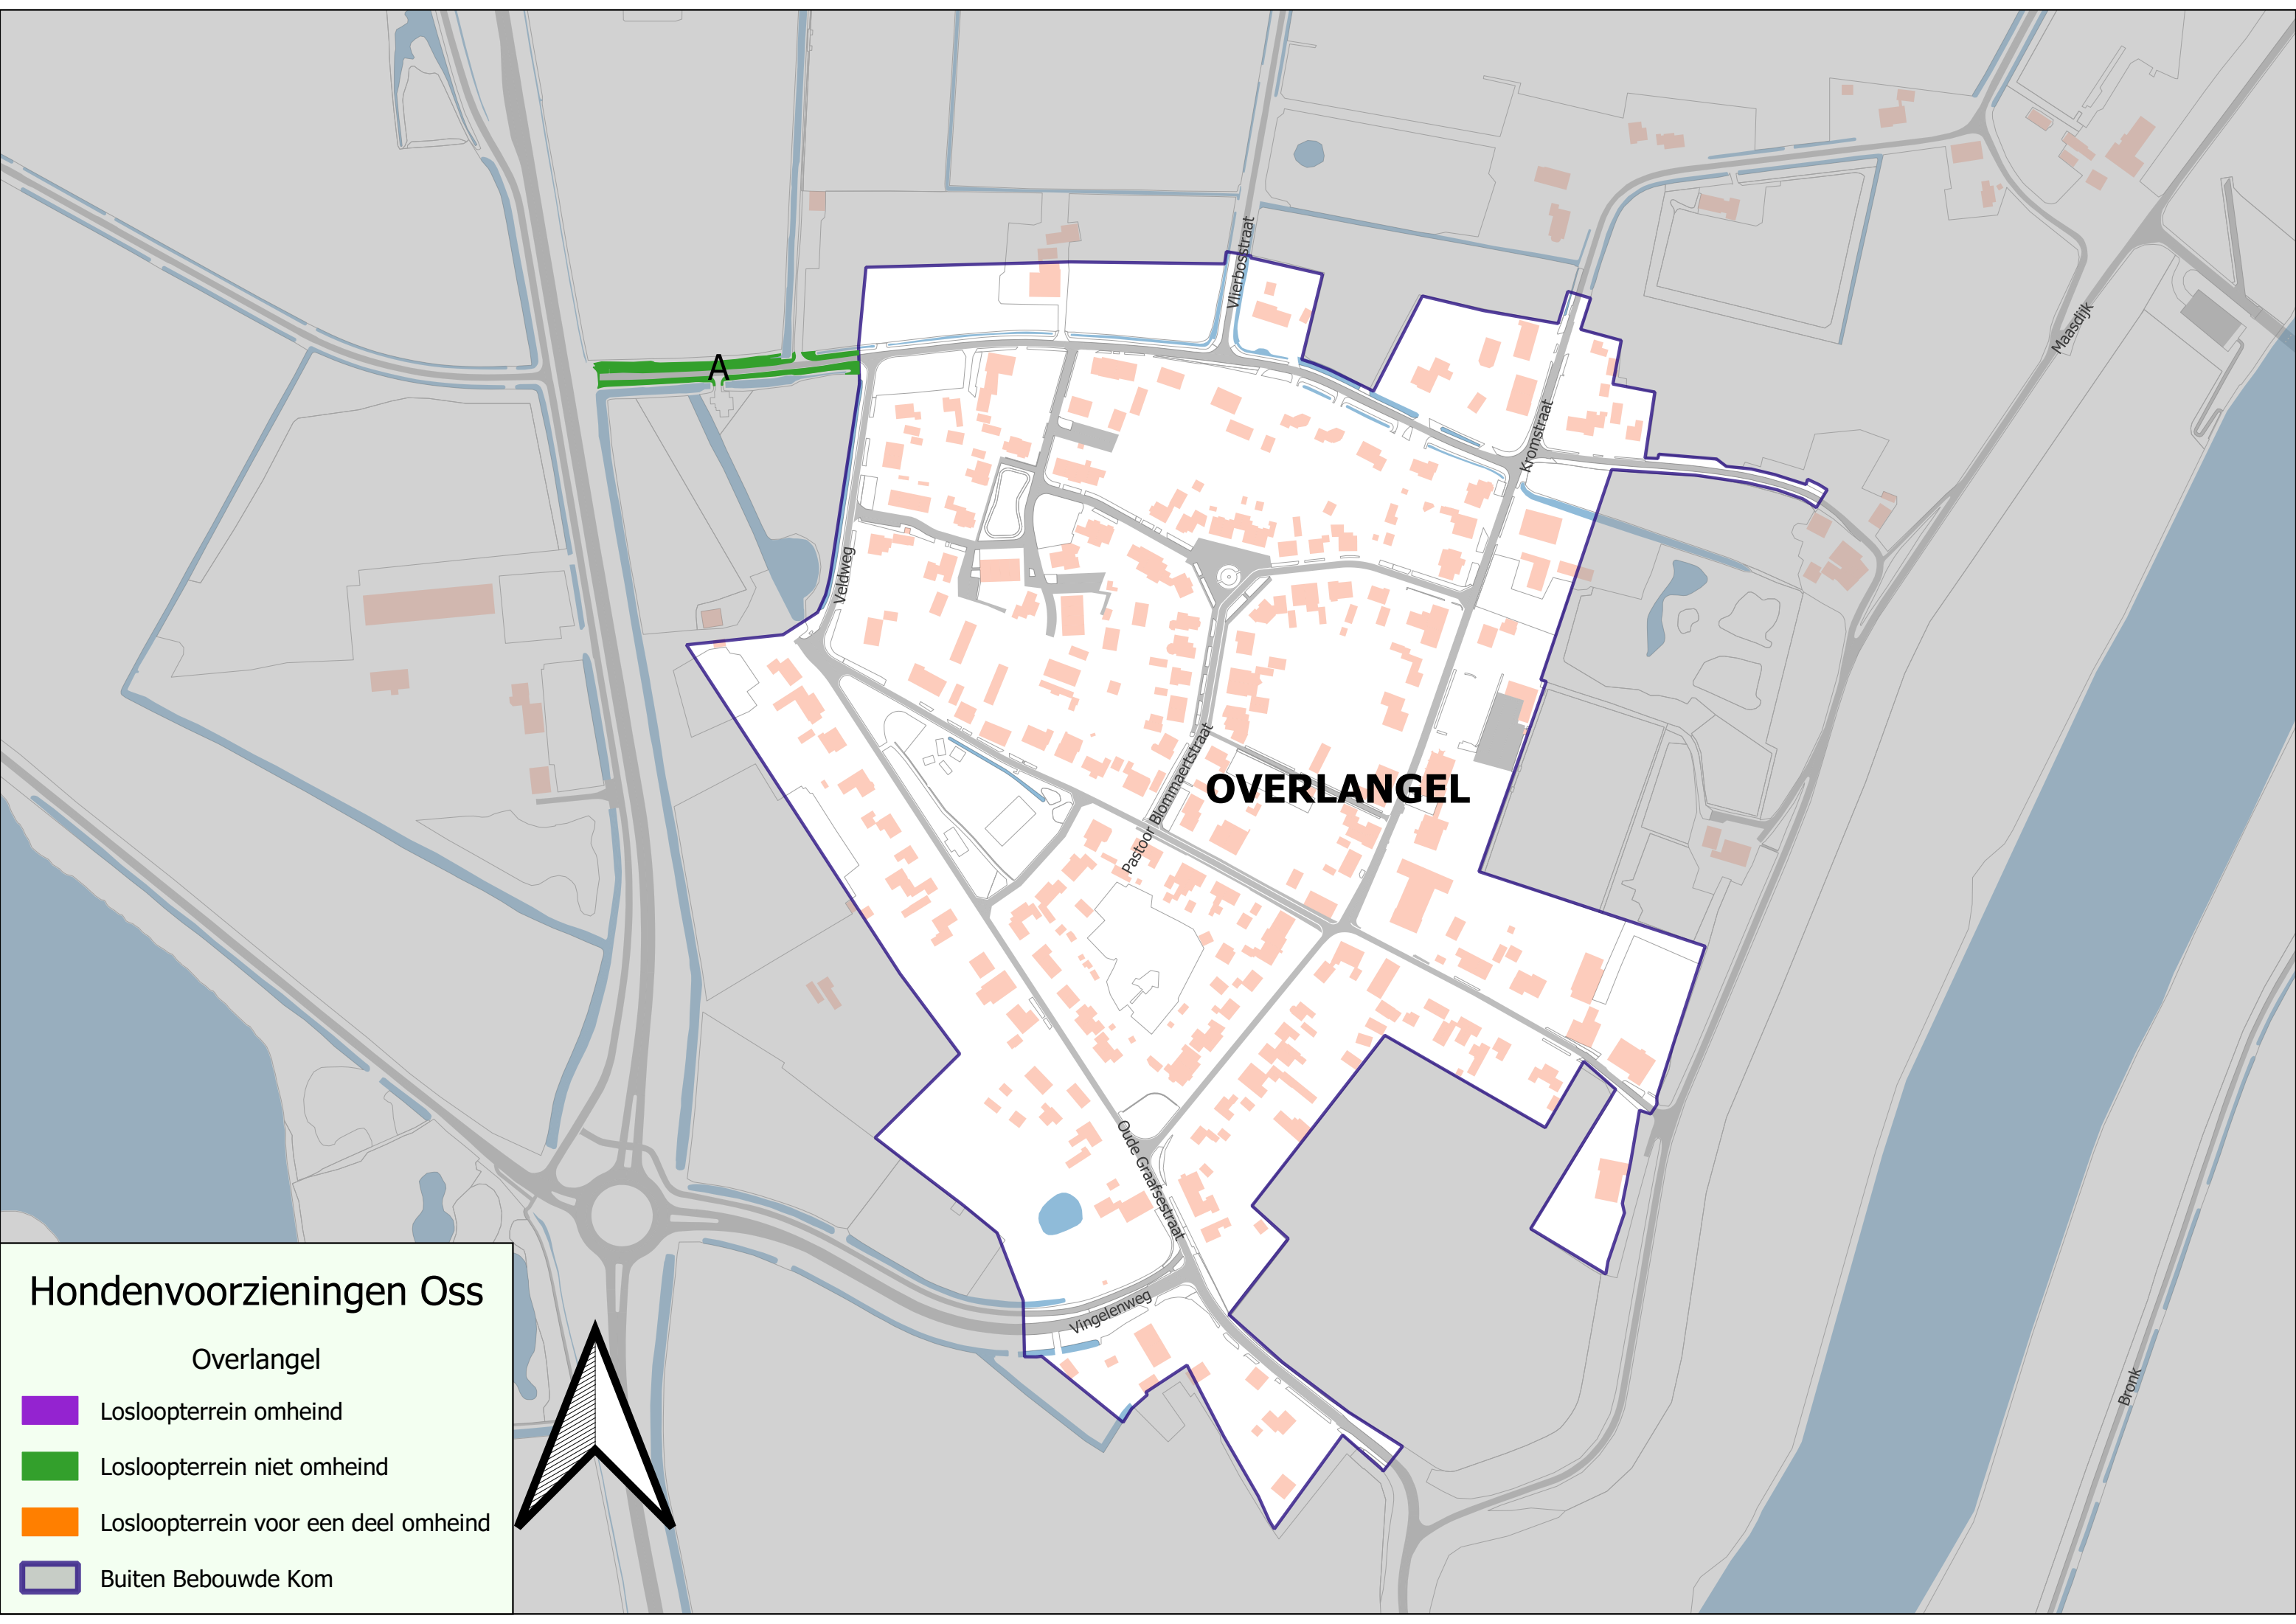 Vlierbosstraat
Maasdijk
A
Kromstraat
Veldweg
Pastoor Blommaertstraat
OVERLANGEL
Oude Graafsestraat
Vingelenweg
Bronk
Hondenvoorzieningen Oss
Overlangel
Losloopterrein omheind
Losloopterrein niet omheind
Losloopterrein voor een deel omheind
Buiten Bebouwde Kom